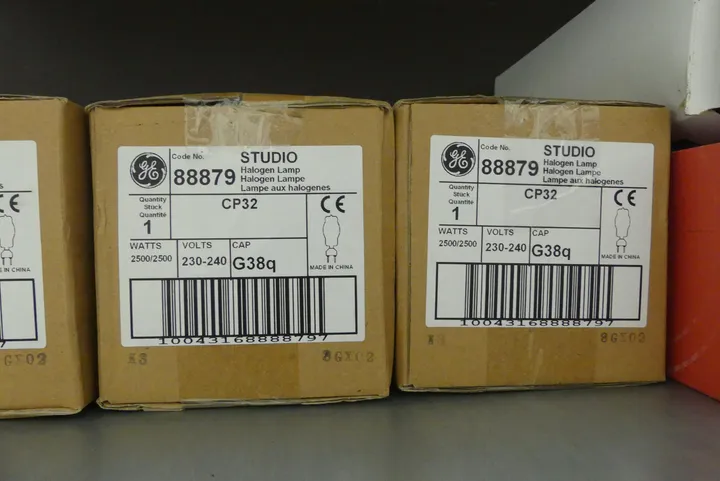 GXO2
GE
Code No.
88879
STUDIO
Halogen Lamp
Halogen Lampe
Lampe aux halogenes
Quantity
Stück
Quantité
1
CP32
CE
WATTS
2500/2500
VOLTS
230-240
CAP
G38q
MADE IN CHINA
10043168888797
8GX02
GE
Code No.
88879
STUDIO
Halogen Lamp
Halogen Lampe
Lampe aux halogenes
Quantity
Stück
Quantité
1
CP32
CE
WATTS
2500/2500
VOLTS
230-240
CAP
G38q
MADE IN CHINA
10043168888797
8GX02